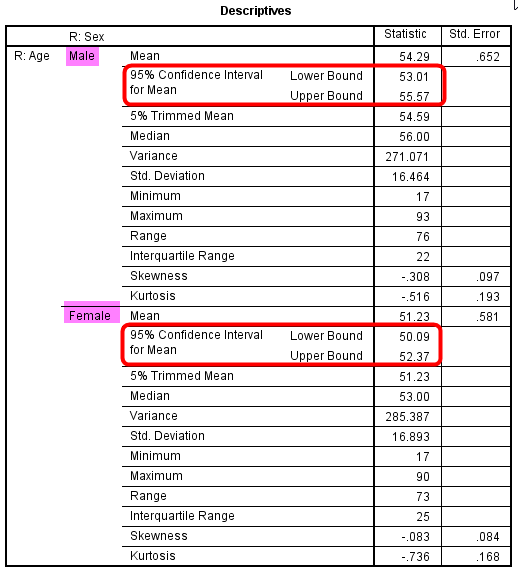 Descriptives
R: Sex Statistic Std. Error
R: Age Male Mean 54.29 .652
95% Confidence Interval Lower Bound 53.01
for Mean Upper Bound 55.57
5% Trimmed Mean 54.59
Median 56.00
Variance 271.071
Std. Deviation 16.464
Minimum 17
Maximum 93
Range 76
Interquartile Range 22
Skewness -.308 .097
Kurtosis -.516 .193
Female Mean 51.23 .581
95% Confidence Interval Lower Bound 50.09
for Mean Upper Bound 52.37
5% Trimmed Mean 51.23
Median 53.00
Variance 285.387
Std. Deviation 16.893
Minimum 17
Maximum 90
Range 73
Interquartile Range 25
Skewness -.083 .084
Kurtosis -.736 .168